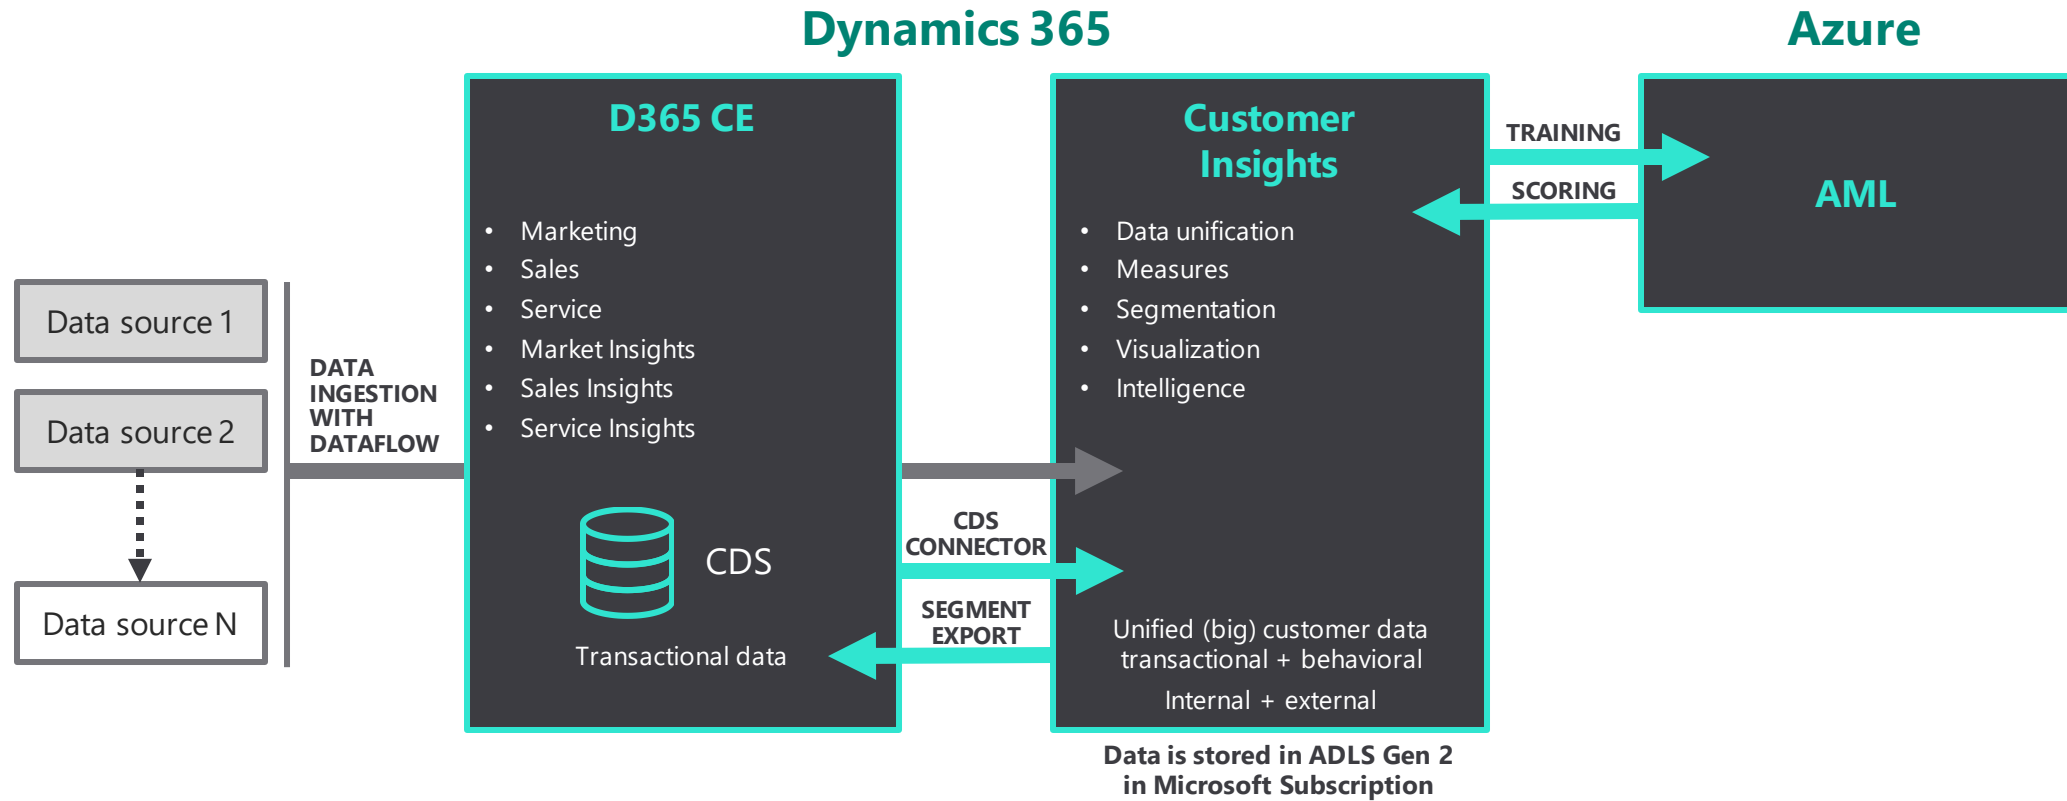 Dynamics 365
Azure
Data source 1
Data source 2
Data source N
DATA
INGESTION
WITH
DATAFLOW
D365 CE
• Marketing
• Sales
• Service
• Market Insights
• Sales Insights
• Service Insights
CDS
Transactional data
CDS
CONNECTOR
SEGMENT
EXPORT
Customer
Insights
• Data unification
• Measures
• Segmentation
• Visualization
• Intelligence
Unified (big) customer data
transactional + behavioral
Internal + external
Data is stored in ADLS Gen 2
in Microsoft Subscription
TRAINING
SCORING
AML